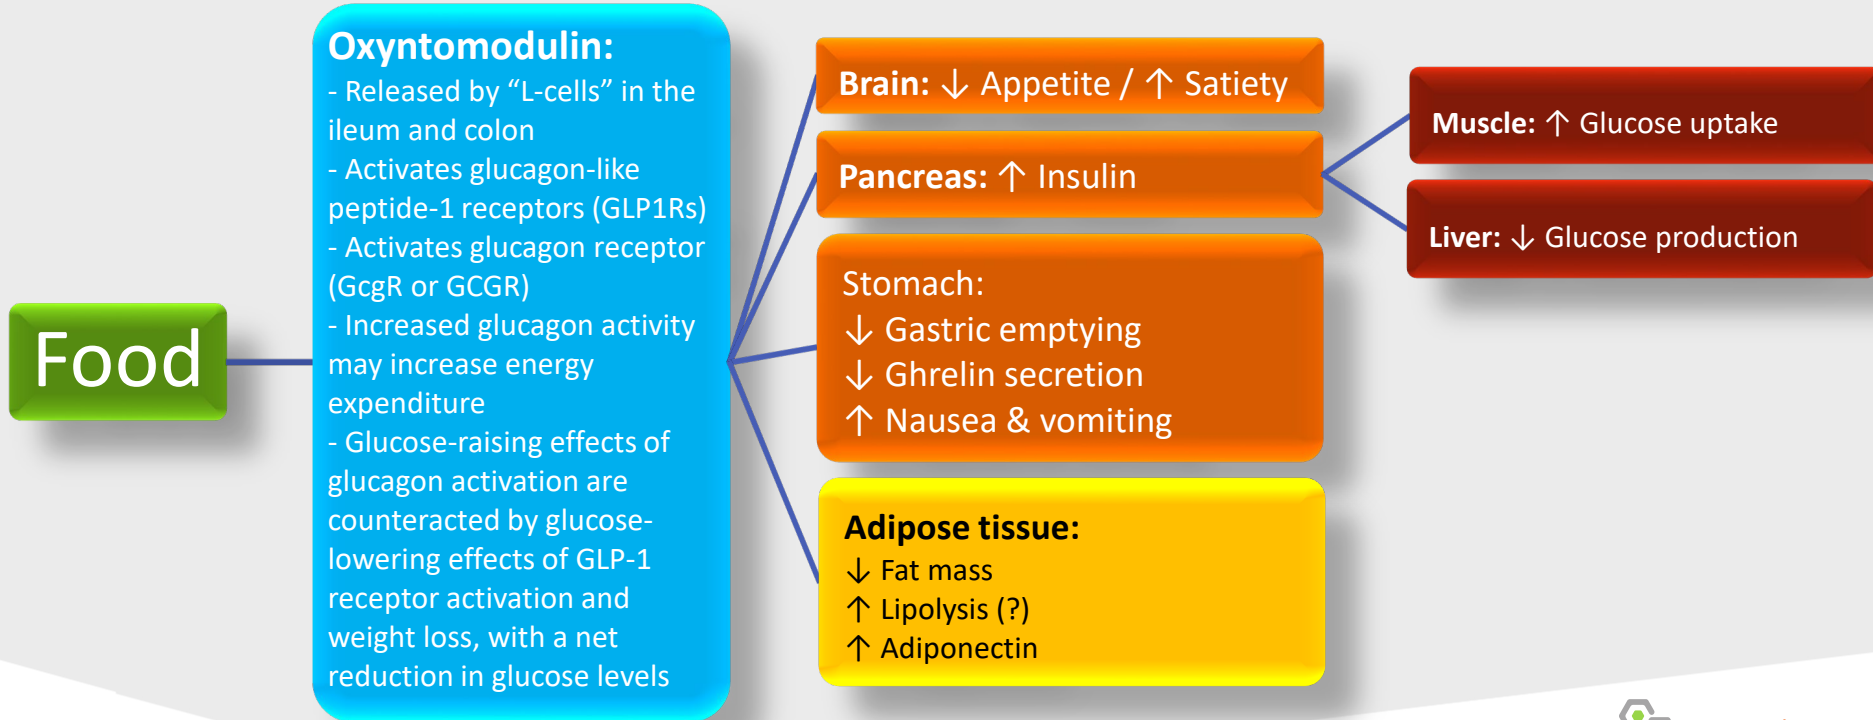 Food
Oxyntomodulin:
- Released by “L-cells” in the
ileum and colon
- Activates glucagon-like
peptide-1 receptors (GLP1Rs)
- Activates glucagon receptor
(GcgR or GCGR)
- Increased glucagon activity
may increase energy
expenditure
- Glucose-raising effects of
glucagon activation are
counteracted by glucose-
lowering effects of GLP-1
receptor activation and
weight loss, with a net
reduction in glucose levels
Brain: ↓ Appetite / ↑ Satiety
Pancreas: ↑ Insulin
Stomach:
↓ Gastric emptying
↓ Ghrelin secretion
↑ Nausea & vomiting
Adipose tissue:
↓ Fat mass
↑ Lipolysis (?)
↑ Adiponectin
Muscle: ↑ Glucose uptake
Liver: ↓ Glucose production